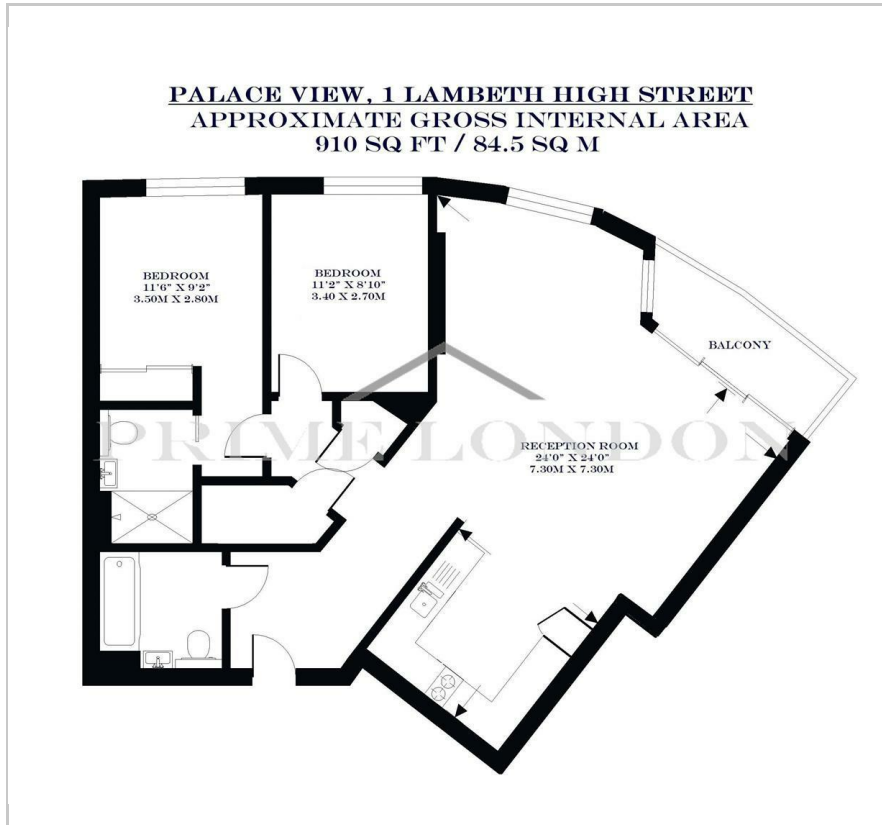 PALACE VIEW, 1 LAMBETH HIGH STREET
APPROXIMATE GROSS INTERNAL AREA
910 SQ FT / 84.5 SQ M
BEDROOM
11'6" X 9'2"
3.50M X 2.80M
BEDROOM
11'2" X 8'10"
3.40 X 2.70M
BALCONY
PRIME LONDON
RECEPTION ROOM
24'0" X 24'0"
7.30M X 7.30M